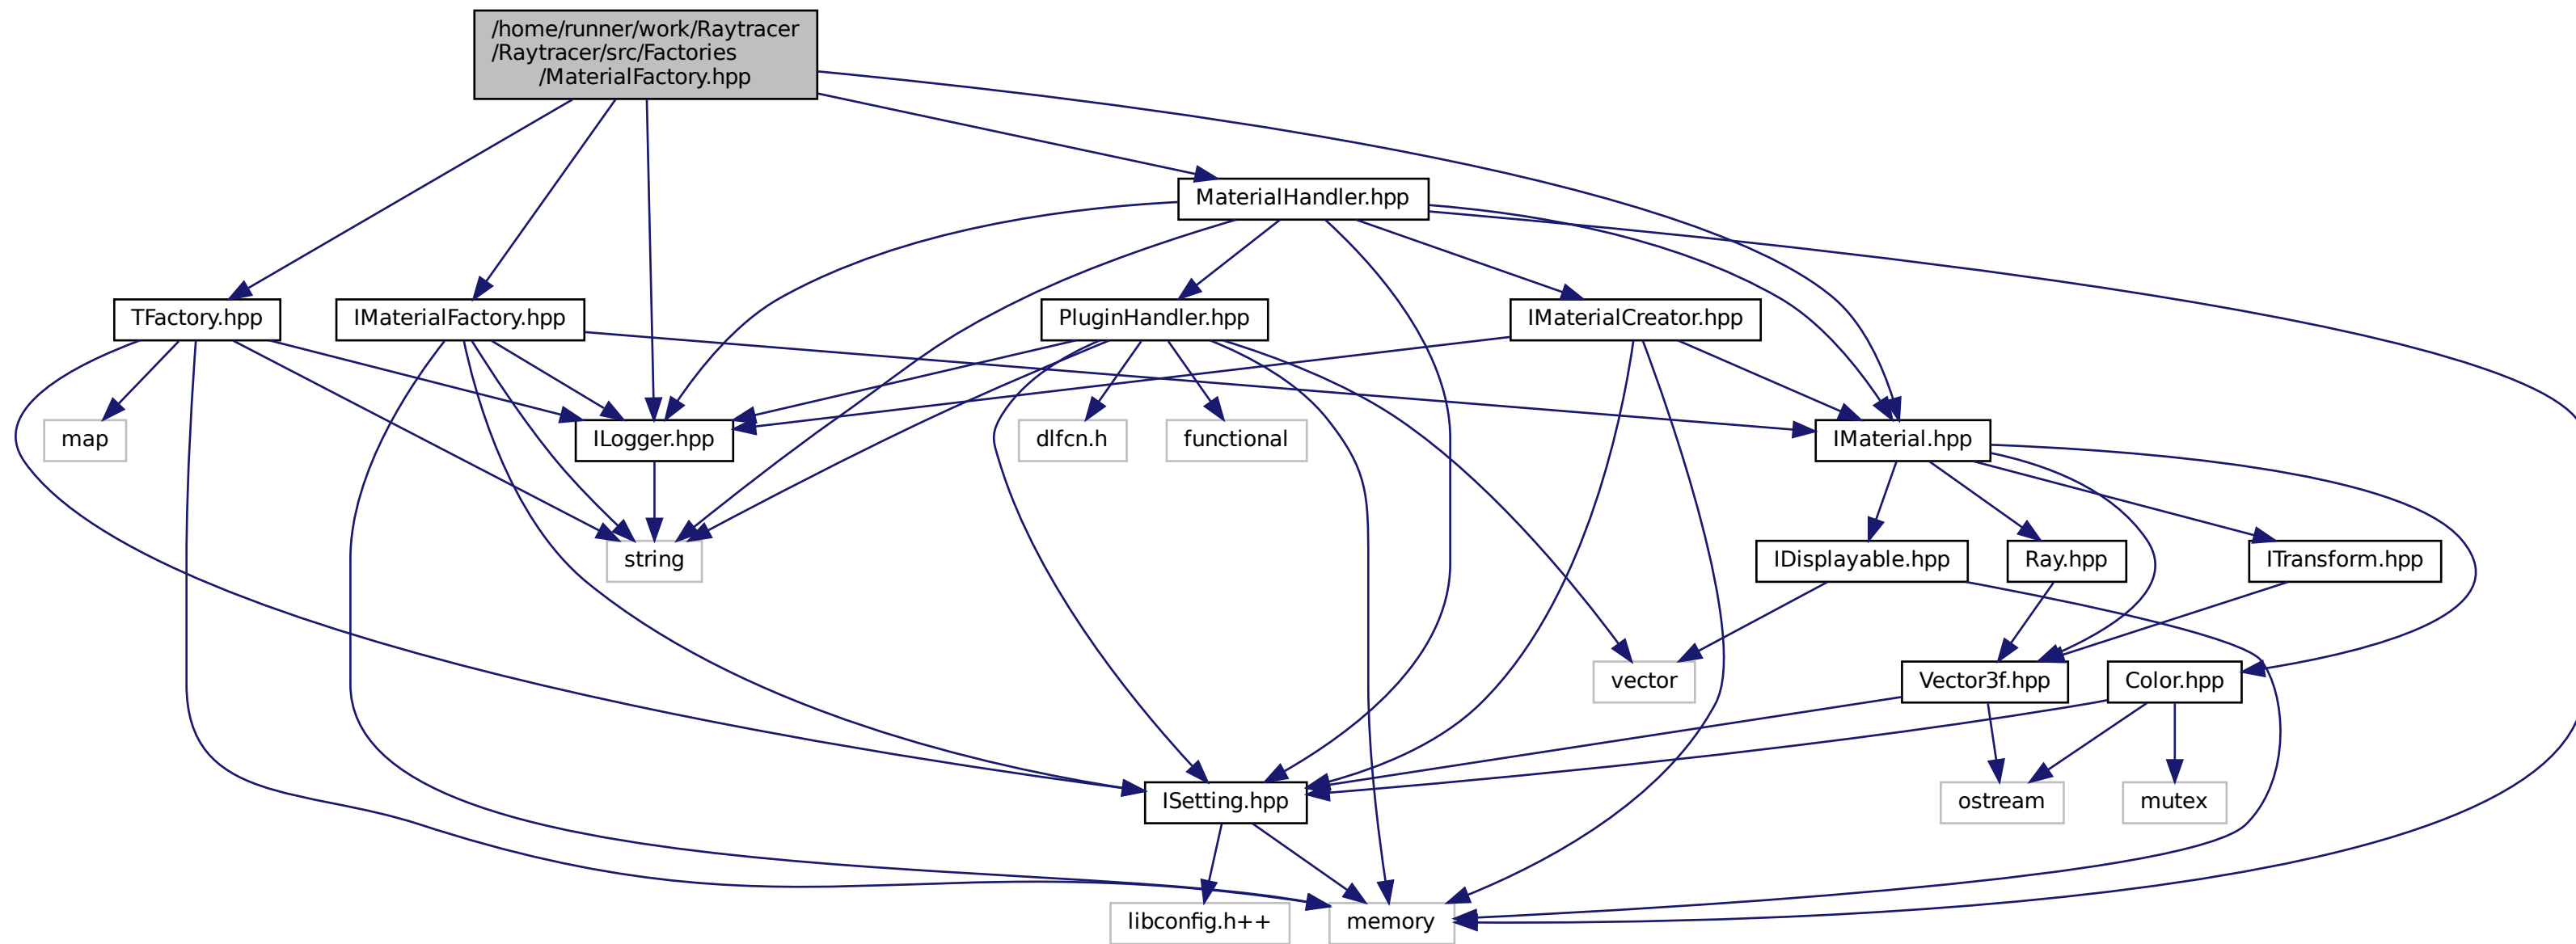 /home/runner/work/Raytracer
/Raytracer/src/Factories
/MaterialFactory.hpp
MaterialHandler.hpp
TFactory.hpp
IMaterialFactory.hpp
PluginHandler.hpp
IMaterialCreator.hpp
map
ILogger.hpp
dlfcn.h
functional
IMaterial.hpp
string
IDisplayable.hpp
Ray.hpp
ITransform.hpp
vector
Vector3f.hpp
Color.hpp
ISetting.hpp
ostream
mutex
libconfig.h++
memory